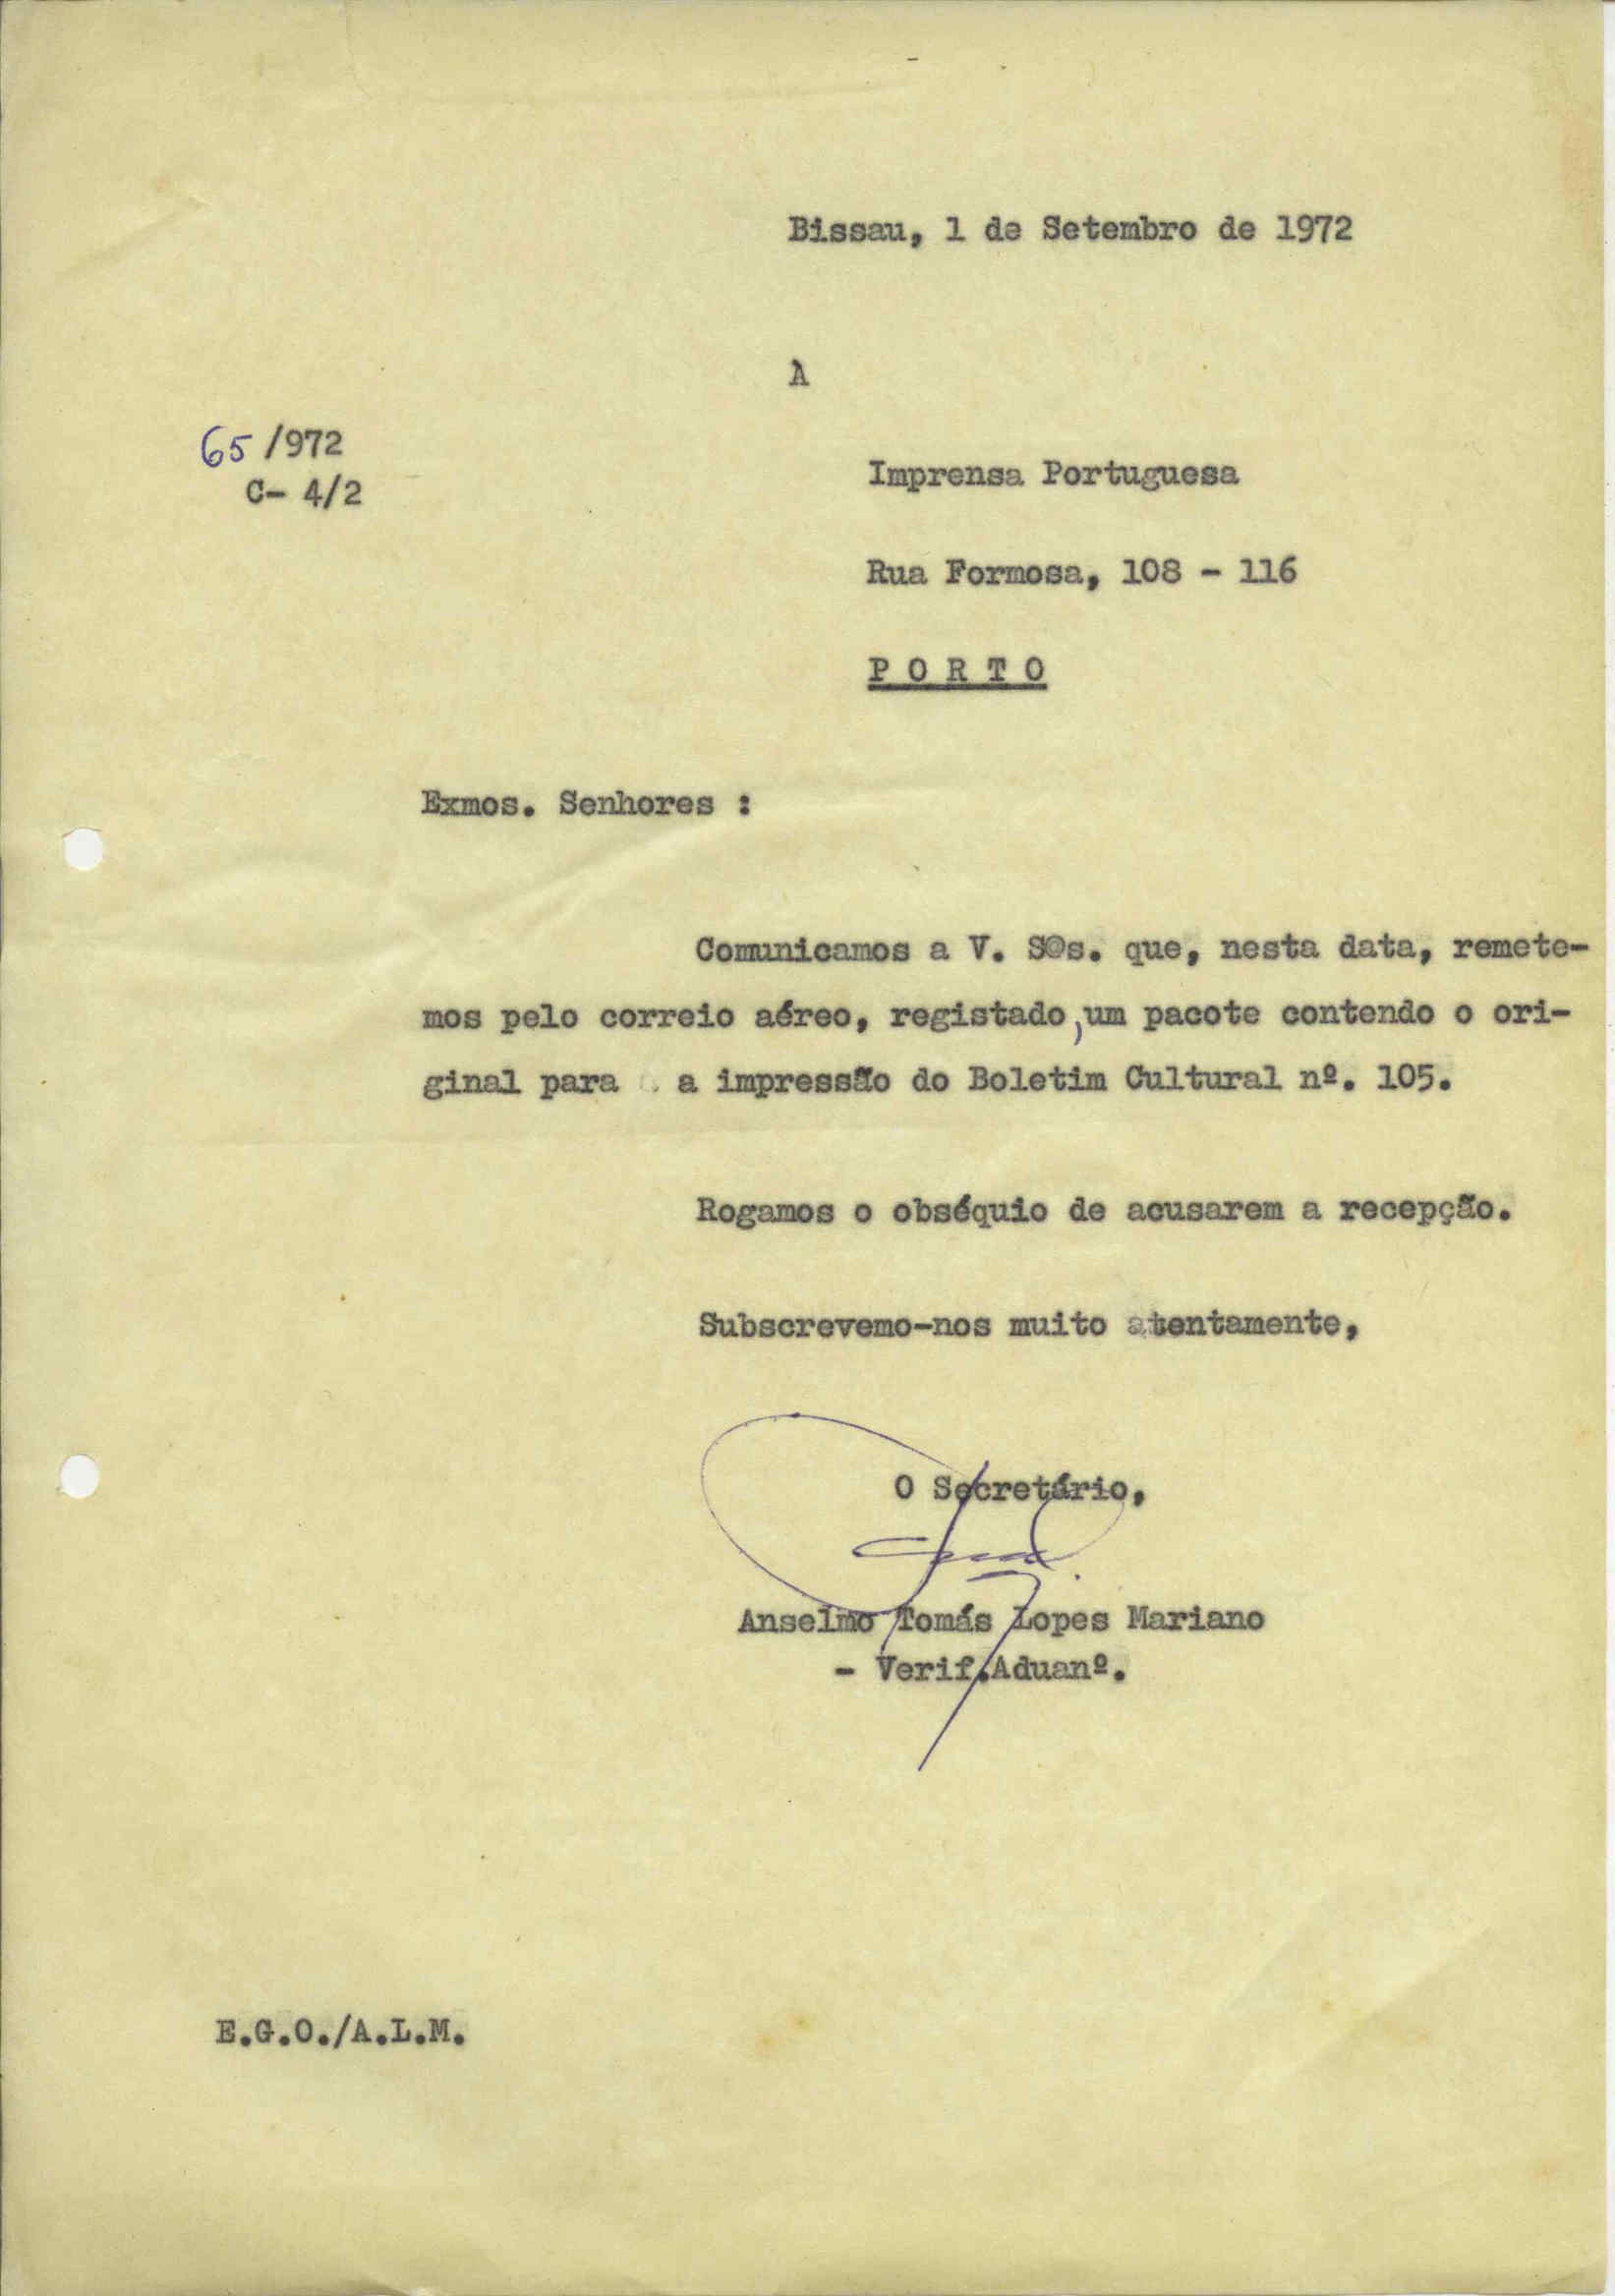 Bissau, 1 de Setembro de 1972
A
65 /972
C- 4/2
Imprensa Portuguesa
Rua Formosa, 108 - 116
P O R T O
Exmos. Senhores :
Comunicamos a V. S@s. que, nesta data, remete-
mos pelo correio aéreo, registado, um pacote contendo o ori-
ginal para a impressão do Boletim Cultural nº. 105.
Rogamos o obséquio de acusarem a recepção.
Subscrevemo-nos muito atentamente,
O Secretário,
Anselmo Tomás Lopes Mariano
- Verif.Aduanº.
E.G.O./A.L.M.